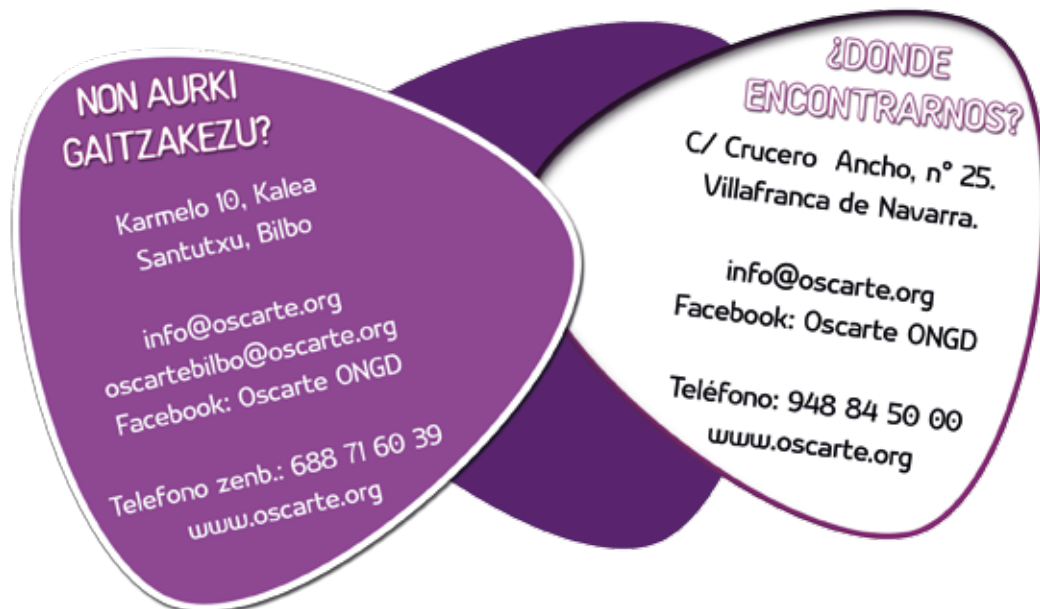 NON AURKI
GAITZAKEZU?
Karmelo 10, Kalea
Santutxu, Bilbo
info@oscarte.org
oscartebilbo@oscarte.org
Facebook: Oscarte ONGD
Telefono zenb.: 688 71 60 39
www.oscarte.org
¿DONDE
ENCONTRARNOS?
C/ Crucero Ancho, nº 25.
Villafranca de Navarra.
info@oscarte.org
Facebook: Oscarte ONGD
Teléfono: 948 84 50 00
www.oscarte.org